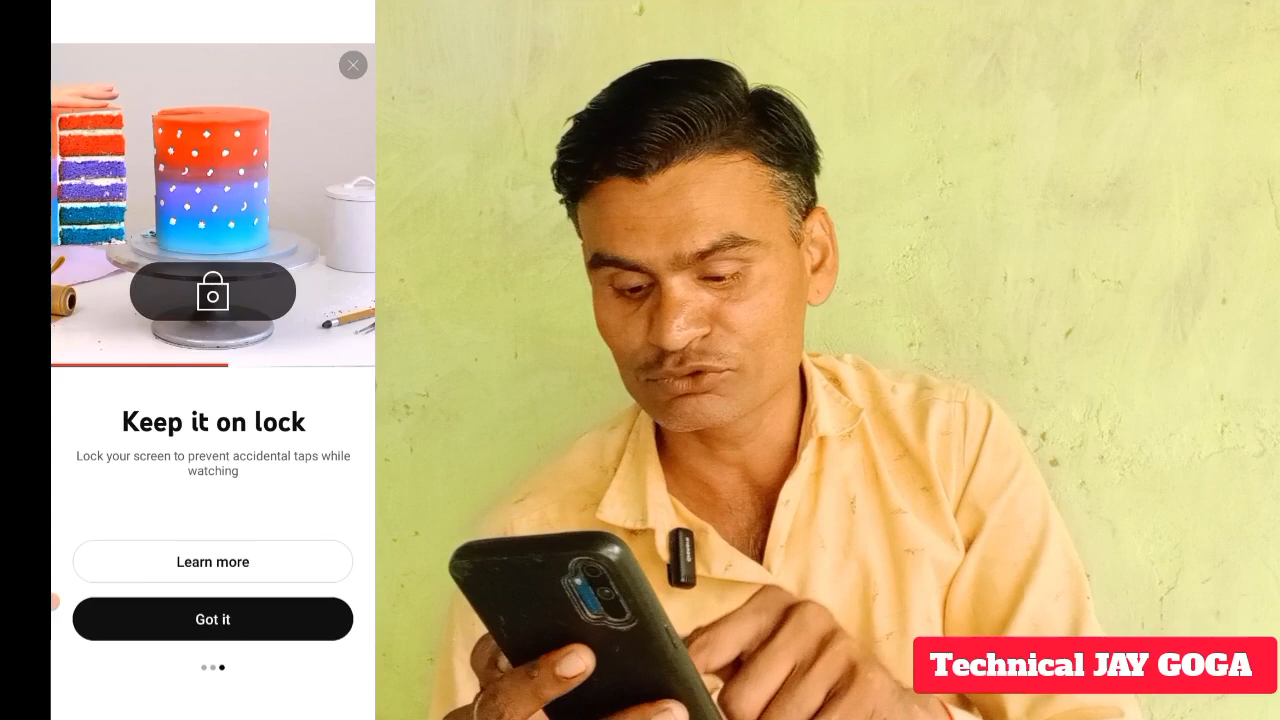 Keep it on lock
Lock your screen to prevent accidental taps while
watching
Learn more
Got it
Technical JAY GOGA